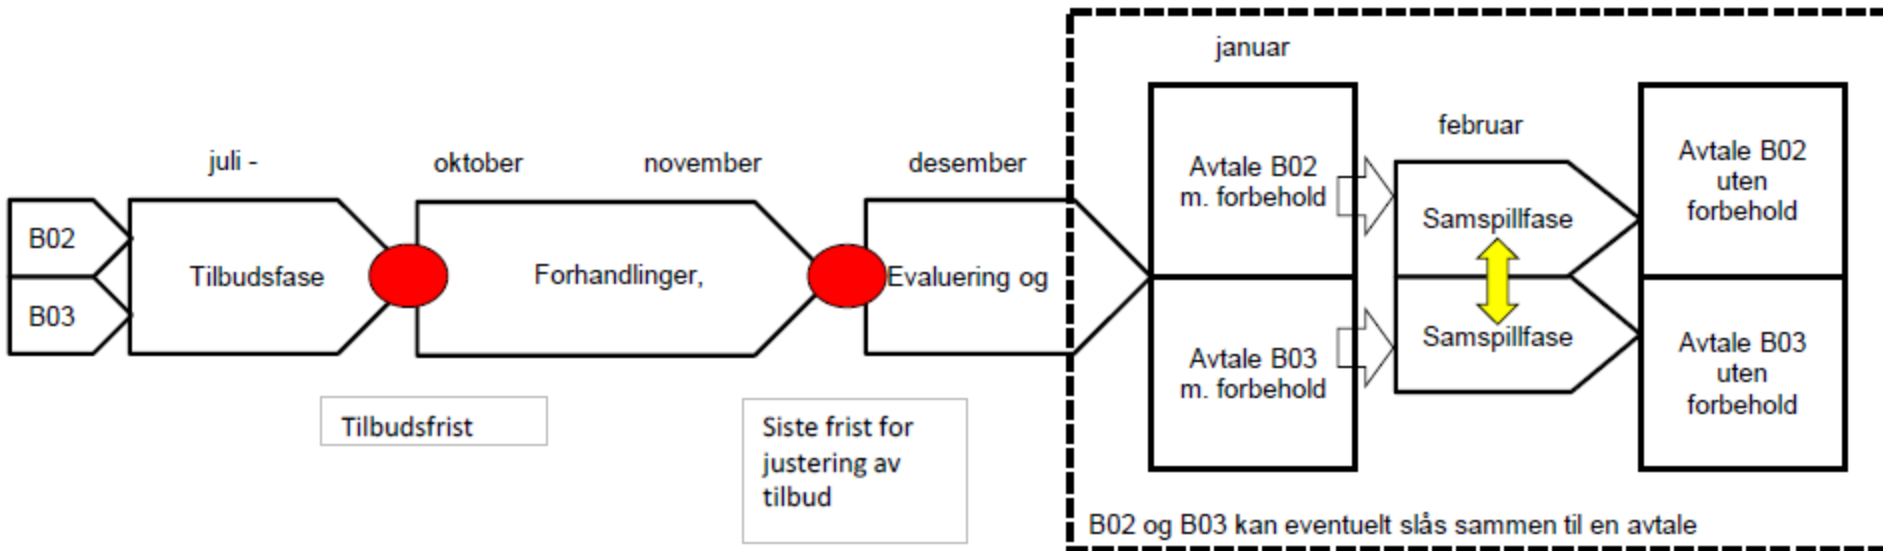 januar
februar
juli -
oktober
november
desember
B02
B03
Tilbudsfase
Forhandlinger,
Evaluering og
Avtale B02
m. forbehold
Avtale B03
m. forbehold
Samspillfase
Samspillfase
Avtale B02
uten
forbehold
Avtale B03
uten
forbehold
Tilbudsfrist
Siste frist for
justering av
tilbud
B02 og B03 kan eventuelt slås sammen til en avtale